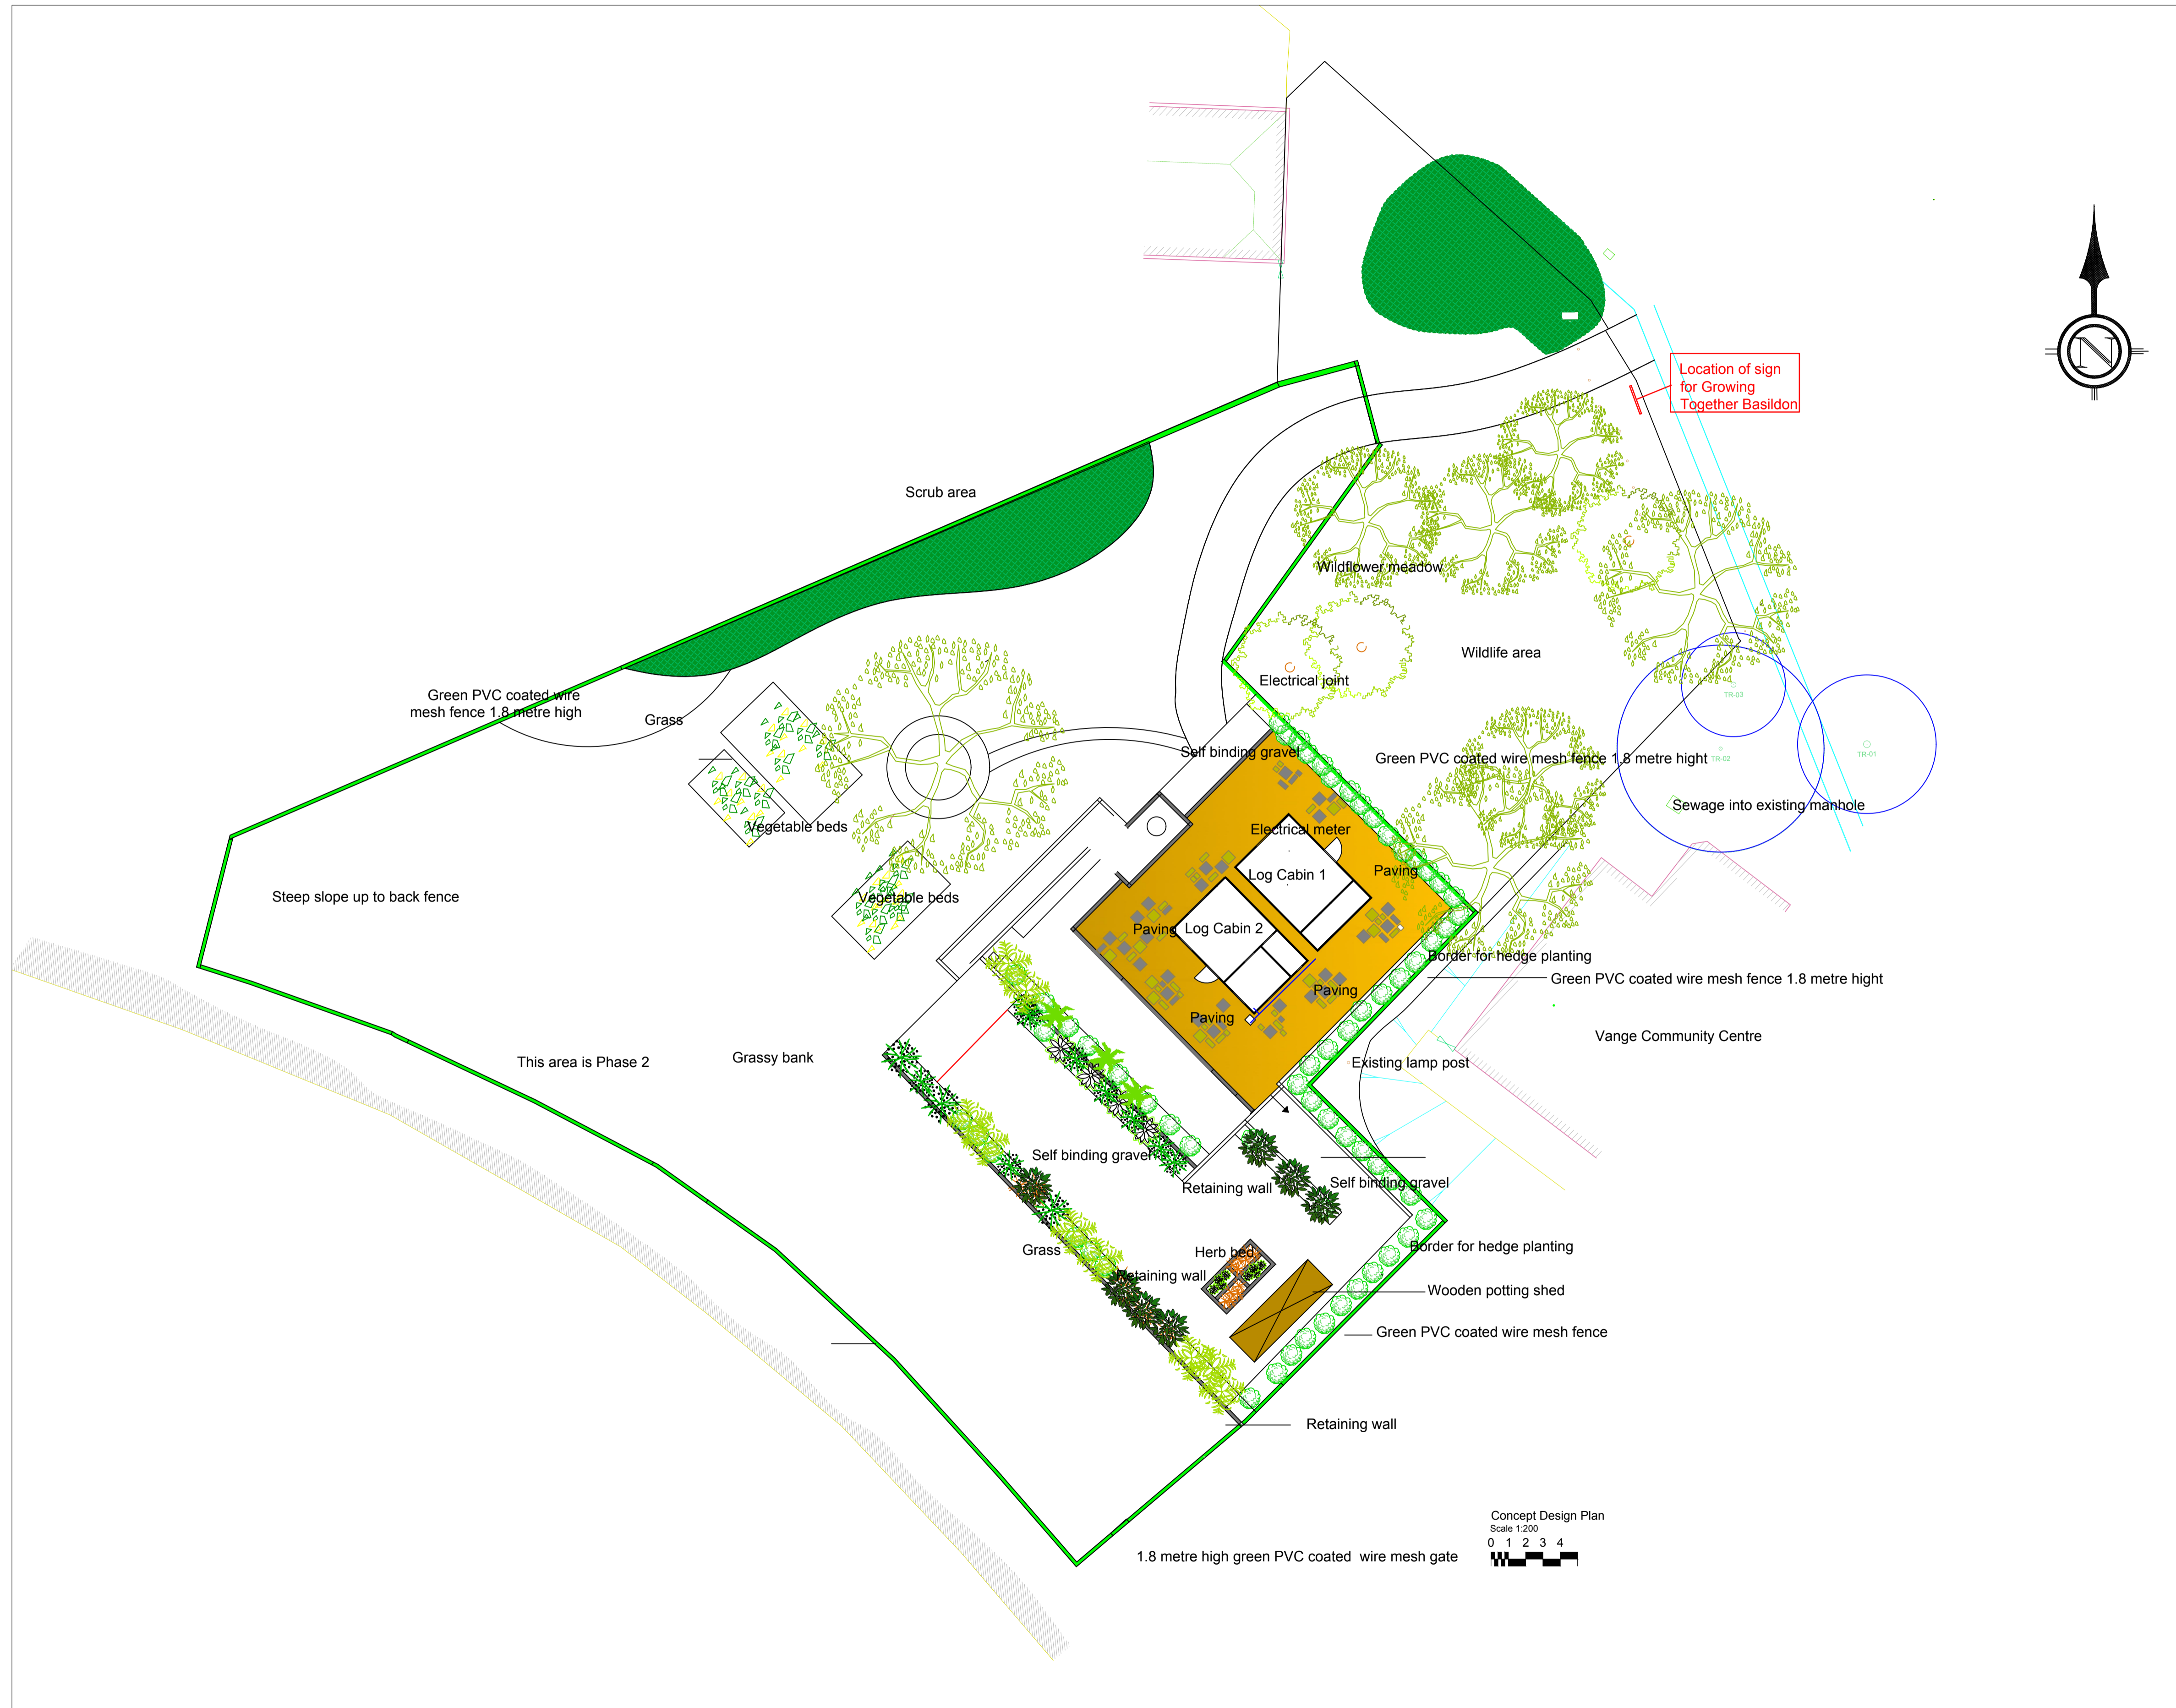 N
Location of sign
for Growing
Together Basildon
Scrub area
Wildflower meadow
Wildlife area
Electrical joint
Green PVC coated wire
mesh fence 1.8 metre high
Grass
TR-03
TR-02
TR-01
Self binding gravel
Green PVC coated wire mesh fence 1.8 metre hight
Sewage into existing manhole
Vegetable beds
Electrical meter
Log Cabin 1
Paving
Steep slope up to back fence
Vegetable beds
Paving
Log Cabin 2
Border for hedge planting
Green PVC coated wire mesh fence 1.8 metre hight
Paving
Paving
Vange Community Centre
This area is Phase 2
Grassy bank
Existing lamp post
Self binding gravel
Retaining wall
Self binding gravel
Grass
Herb bed
Border for hedge planting
Retaining wall
Wooden potting shed
Green PVC coated wire mesh fence
Retaining wall
Concept Design Plan
Scale 1:200
0 1 2 3 4
1.8 metre high green PVC coated  wire mesh gate